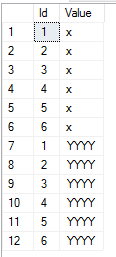 Id Value
1 1 x
2 2 x
3 3 x
4 4 x
5 5 x
6 6 x
7 1 YYYY
8 2 YYYY
9 3 YYYY
10 4 YYYY
11 5 YYYY
12 6 YYYY